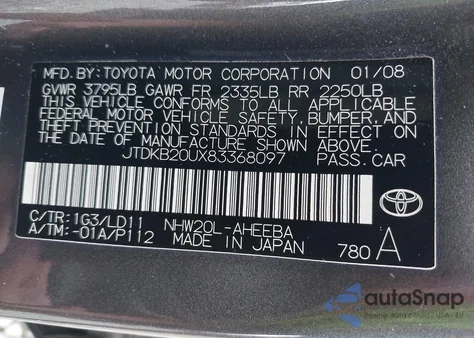 MFD. BY: TOYOTA MOTOR CORPORATION 01/08
GVWR 3795LB GAWR FR 2335LB RR 2250LB
THIS VEHICLE CONFORMS TO ALL APPLICABLE
FEDERAL MOTOR VEHICLE SAFETY, BUMPER, AND
THEFT PREVENTION STANDARDS IN EFFECT ON
THE DATE OF MANUFACTURE SHOWN ABOVE.
JTDKB20UX83368097 PASS.CAR
C/TR: 1G3/LD11 NHW20L-AHEEBA
A/TM: -01A/P112 MADE IN JAPAN
TOYOTA
780 A
autoSnap